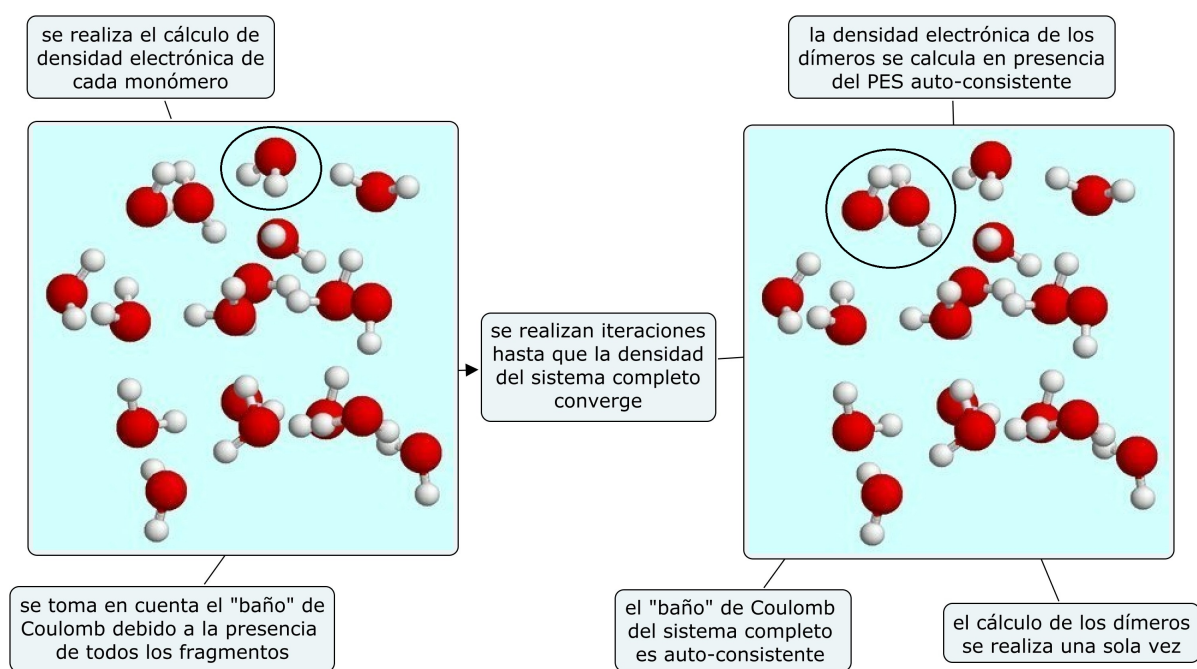 se realiza el cálculo de
densidad electrónica de
cada monómero
la densidad electrónica de los
dímeros se calcula en presencia
del PES auto-consistente
se realizan iteraciones
hasta que la densidad
del sistema completo
converge
se toma en cuenta el "baño" de
Coulomb debido a la presencia
de todos los fragmentos
el "baño" de Coulomb
del sistema completo
es auto-consistente
el cálculo de los dímeros
se realiza una sola vez